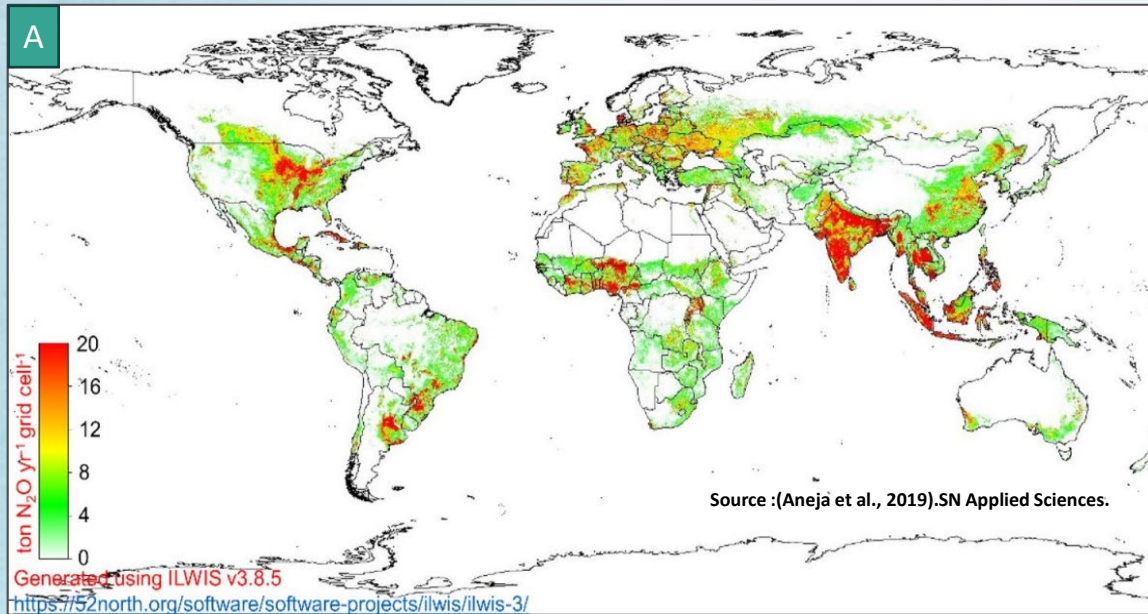 A
ton N₂O yr⁻¹ grid cell⁻¹
20
16
12
8
4
0
Source :(Aneja et al., 2019).SN Applied Sciences.
Generated using ILWIS v3.8.5
https://52north.org/software/software-projects/ilwis/ilwis-3/